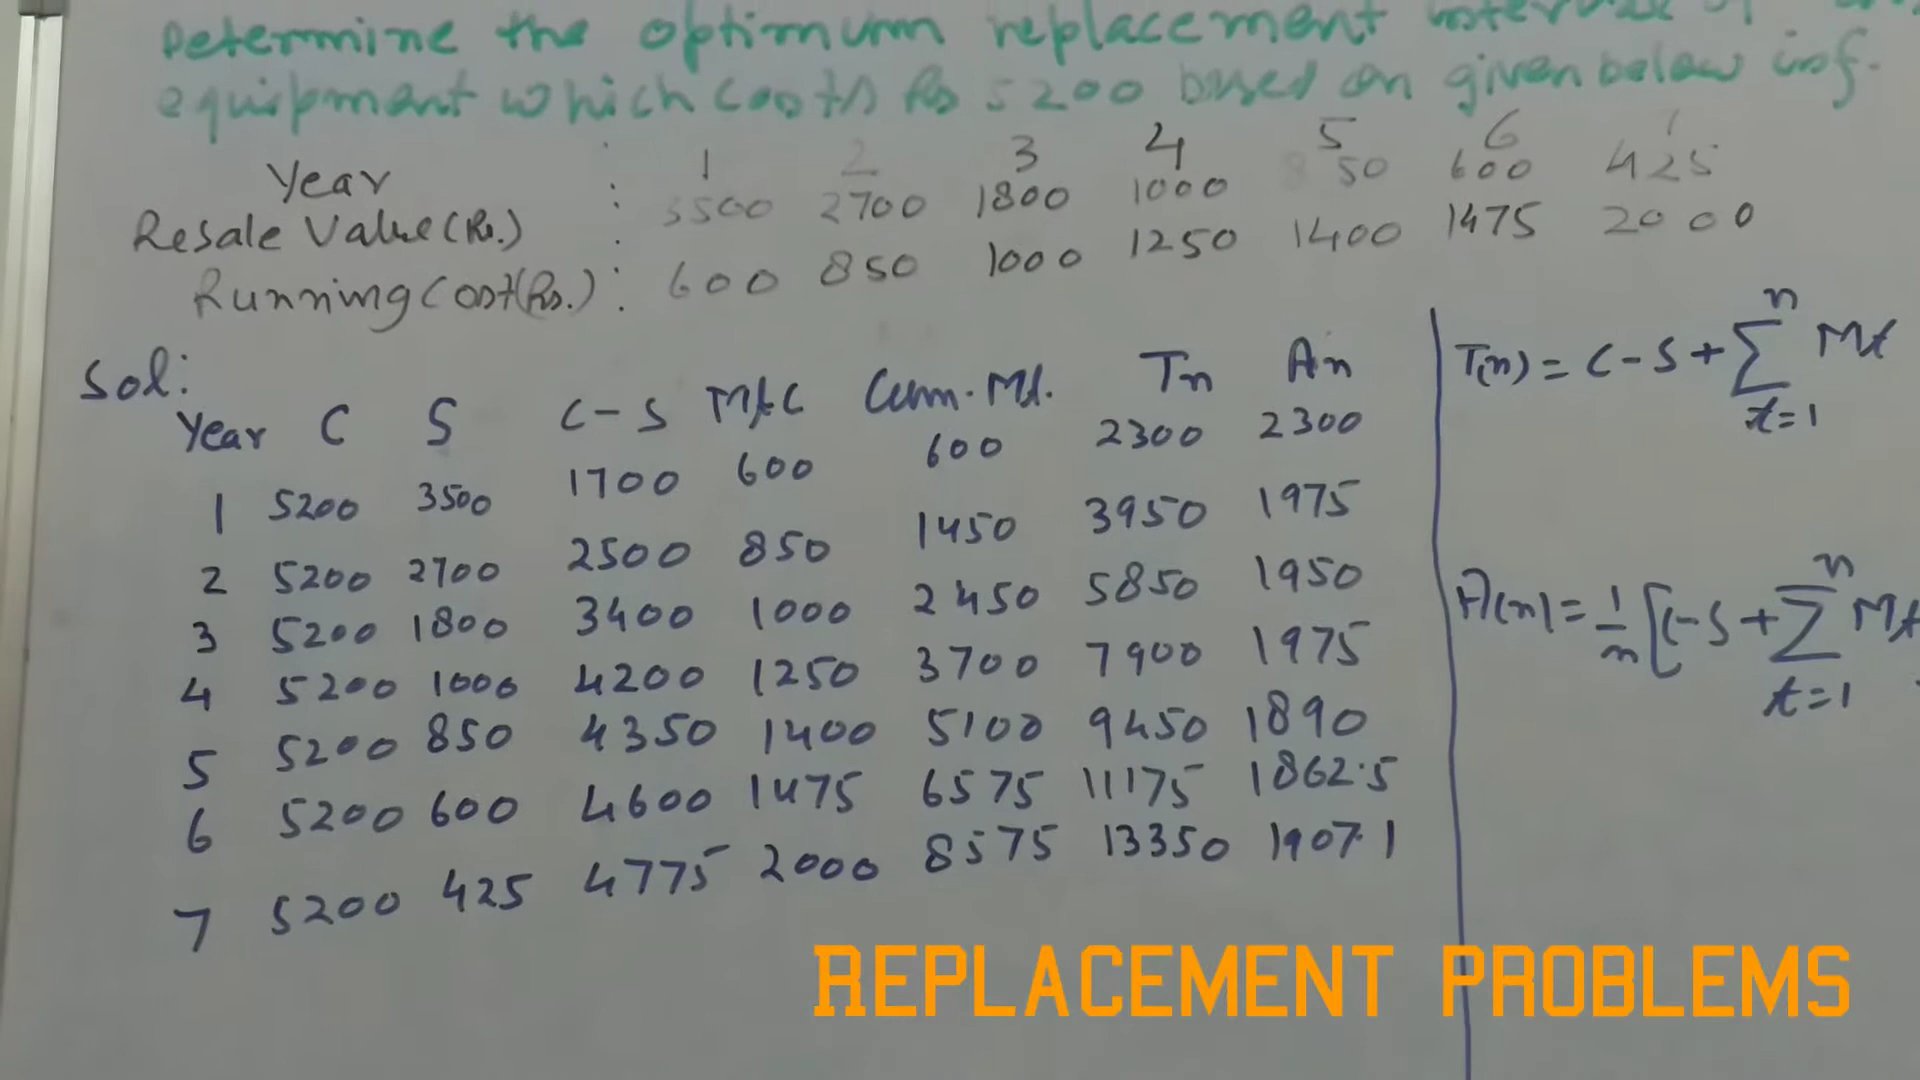 Determine the optimum replacement interval of
equipment which costs Rs 5200 based on given below inf.
Year : 1 2 3 4 5 6
Resale Value (Rs.) : 3500 2700 1800 1000 850 600 425
Running Cost (Rs.) : 600 850 1000 1250 1400 1475 2000
Sol:
Year C S C-S MtC Cum. Mt. Tn An
1 5200 3500 1700 600 600 2300 2300
2 5200 2700 2500 850 1450 3950 1975
3 5200 1800 3400 1000 2450 5850 1950
4 5200 1000 4200 1250 3700 7900 1975
5 5200 850 4350 1400 5100 9450 1890
6 5200 600 4600 1475 6575 11175 1862.5
7 5200 425 4775 2000 8575 13350 1907.1
T(n) = C-S + ∑ n t=1 Mt
A(n) = 1/n [C-S + ∑ n t=1 Mt
REPLACEMENT PROBLEMS